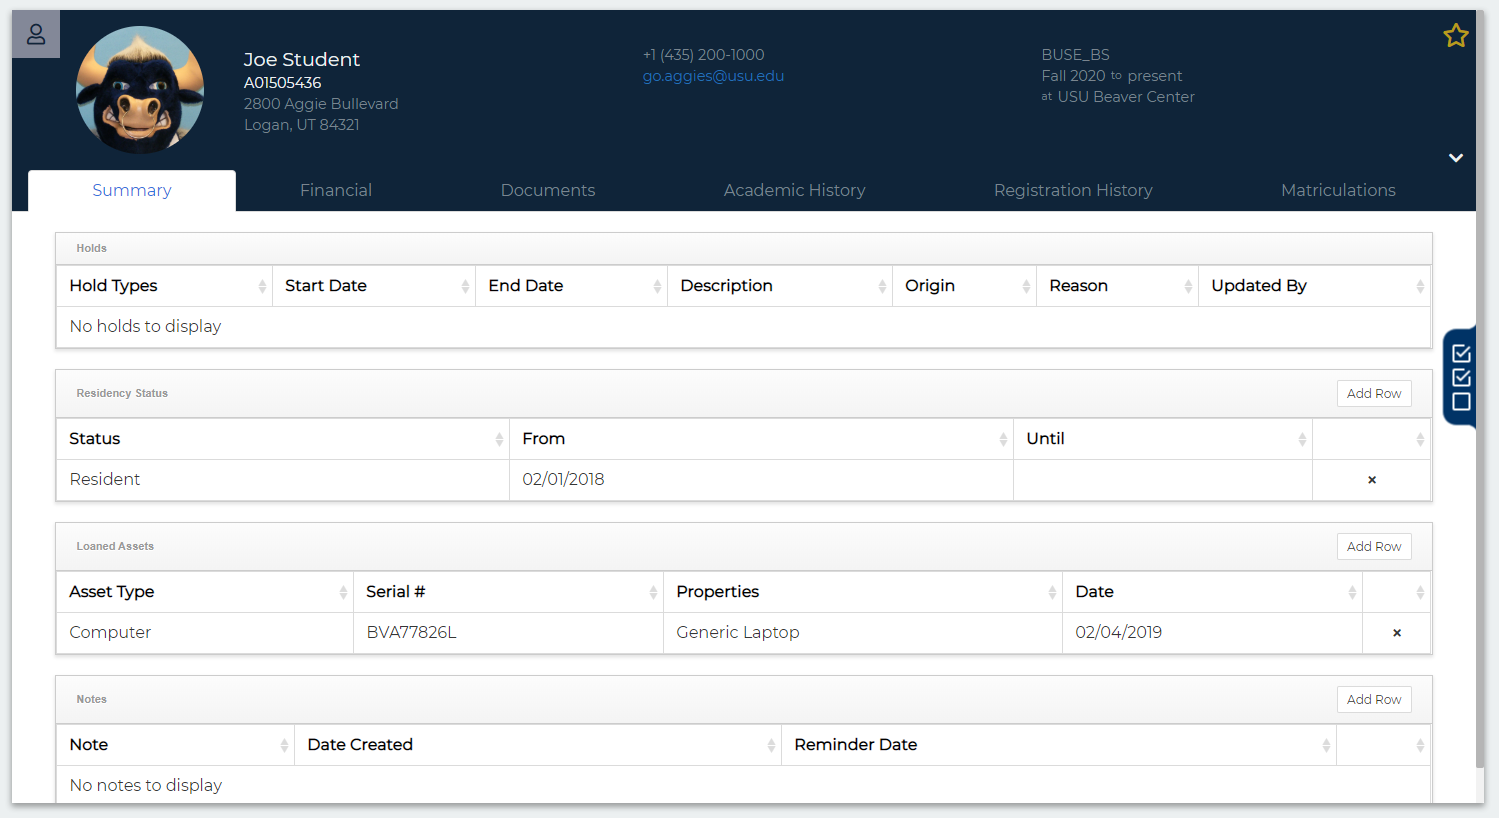 Joe Student
A01505436
2800 Aggie Bullevard
Logan, UT 84321
+1 (435) 200-1000
go.aggies@usu.edu
BUSE_BS
Fall 2020 to present
at USU Beaver Center
Summary Financial Documents Academic History Registration History Matriculations
Holds
Hold Types Start Date End Date Description Origin Reason Updated By
No holds to display
Residency Status Add Row
Status From Until
Resident 02/01/2018 ×
Loaned Assets Add Row
Asset Type Serial # Properties Date
Computer BVA77826L Generic Laptop 02/04/2019 ×
Notes Add Row
Note Date Created Reminder Date
No notes to display